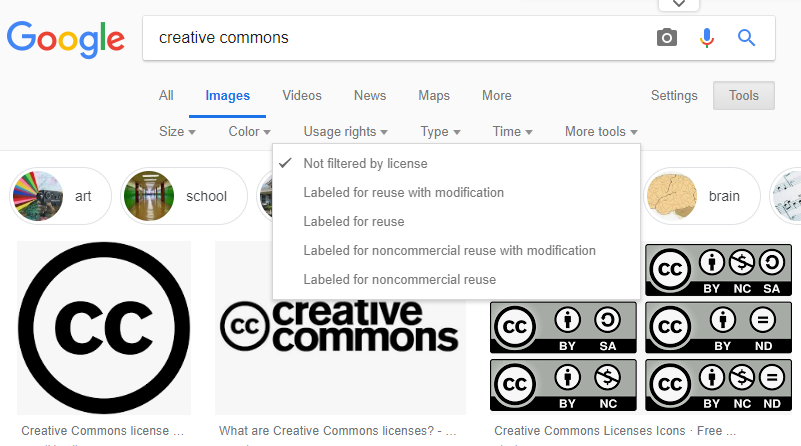 Google
creative commons
All Images Videos News Maps More Settings Tools
Size Color Usage rights Type Time More tools
Not filtered by license
Labeled for reuse with modification
Labeled for reuse
Labeled for noncommercial reuse with modification
Labeled for noncommercial reuse
art school brain
cc
cc creative
commons
cc BY NC SA
cc BY SA
cc BY ND
cc BY NC
cc BY NC ND
Creative Commons license ...
What are Creative Commons licenses? - ...
Creative Commons Licenses Icons · Free ...